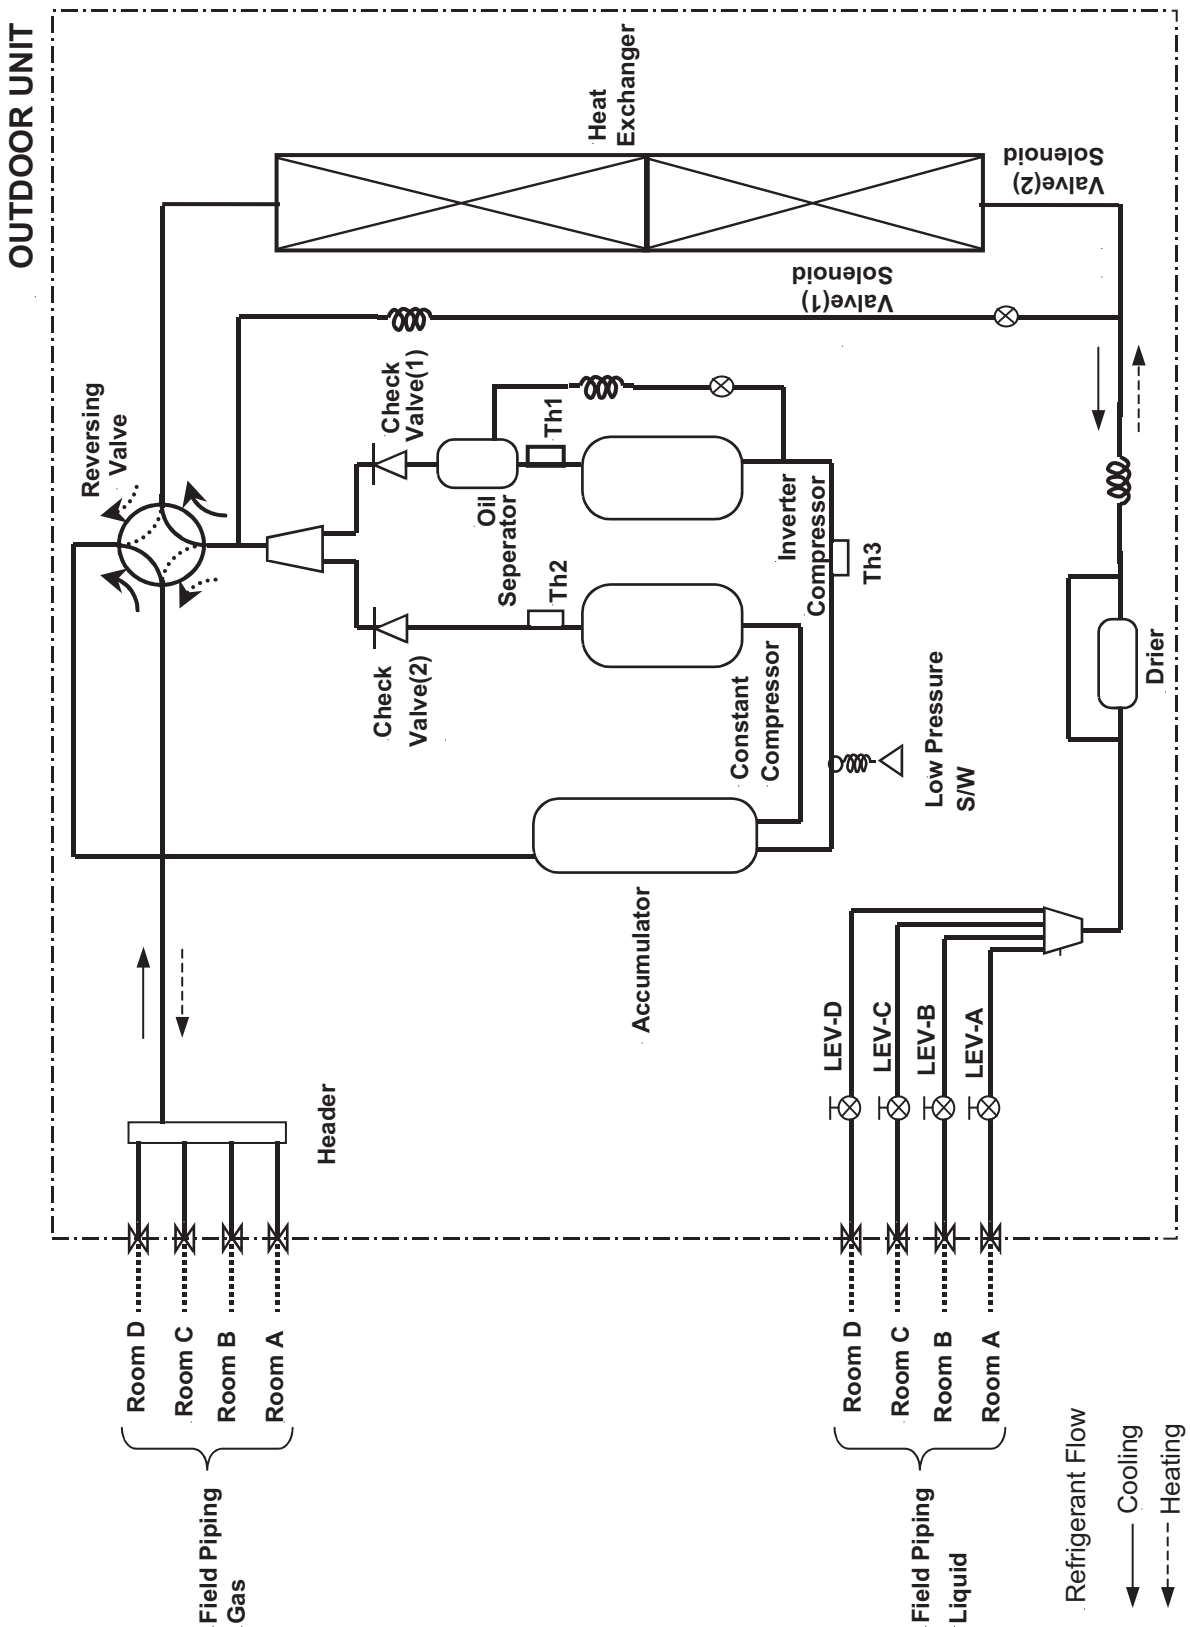 OUTDOOR UNIT
Heat
Exchanger
Solenoid
Valve(2)
Solenoid
Valve(1)
Reversing
Valve
Check
Valve(1)
Th1
Oil
Seperator
Inverter
Compressor
Th3
Th2
Check
Valve(2)
Constant
Compressor
Low Pressure
S/W
Drier
Accumulator
Header
LEV-D
LEV-C
LEV-B
LEV-A
Room D
Room C
Room B
Room A
Field Piping
Gas
Room D
Room C
Room B
Room A
Field Piping
Liquid
Refrigerant Flow
Cooling
Heating